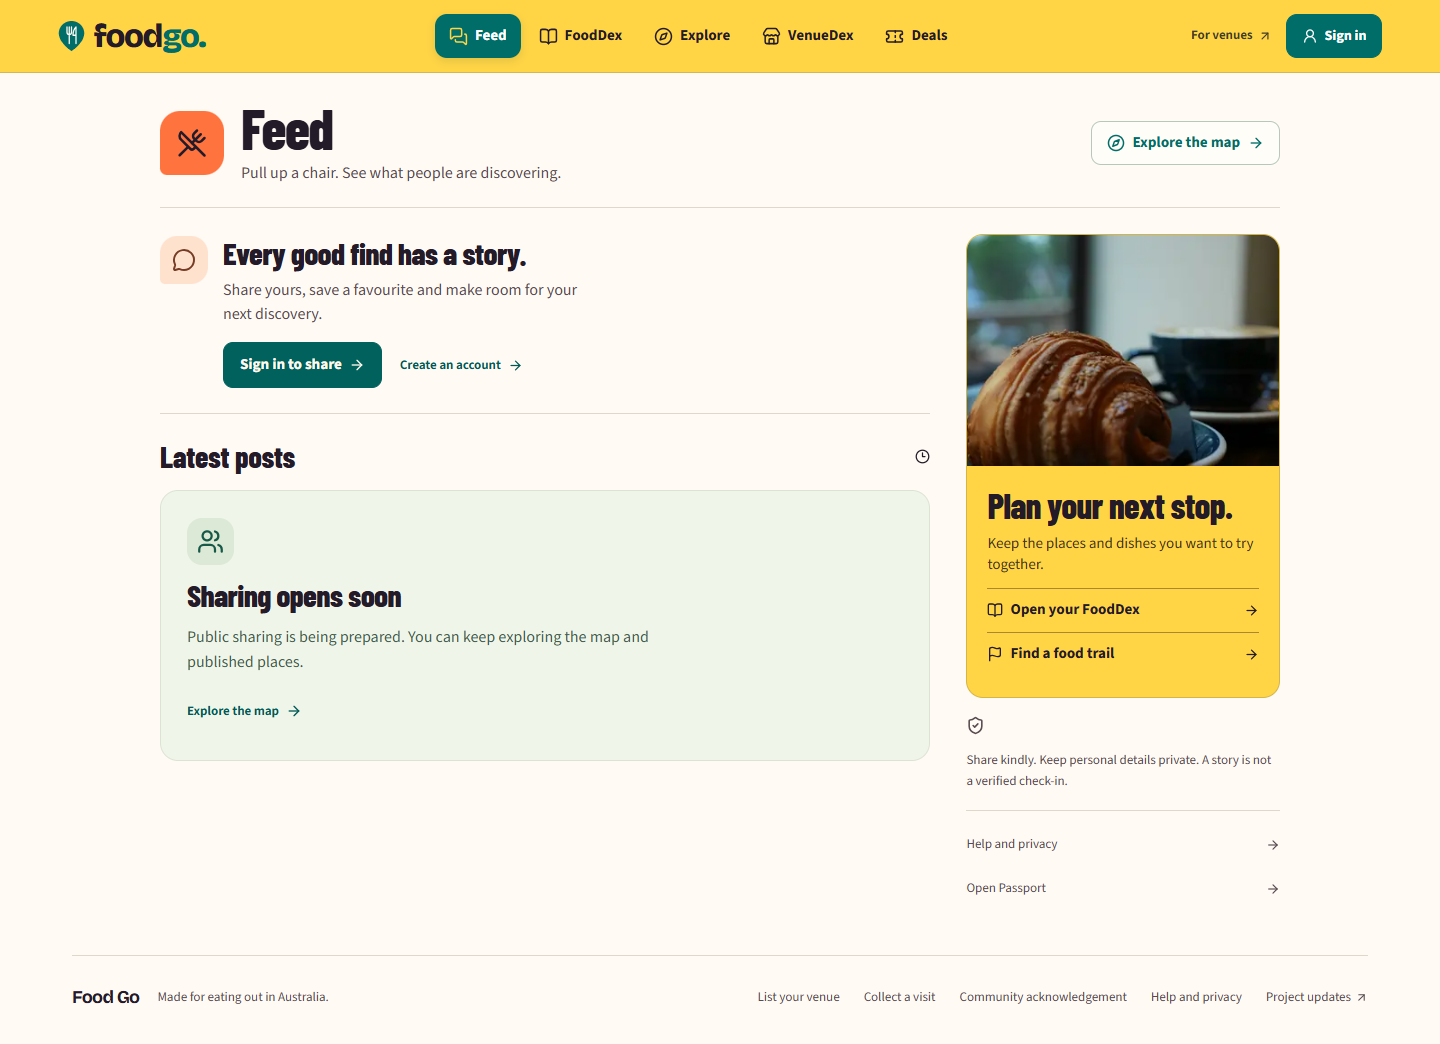 foodgo.
Feed
FoodDex
Explore
VenueDex
Deals
For venues
Sign in
Feed
Pull up a chair. See what people are discovering.
Explore the map
Every good find has a story.
Share yours, save a favourite and make room for your
next discovery.
Sign in to share
Create an account
Latest posts
Sharing opens soon
Public sharing is being prepared. You can keep exploring the map and
published places.
Explore the map
Plan your next stop.
Keep the places and dishes you want to try
together.
Open your FoodDex
Find a food trail
Share kindly. Keep personal details private. A story is not
a verified check-in.
Help and privacy
Open Passport
Food Go
Made for eating out in Australia.
List your venue
Collect a visit
Community acknowledgement
Help and privacy
Project updates